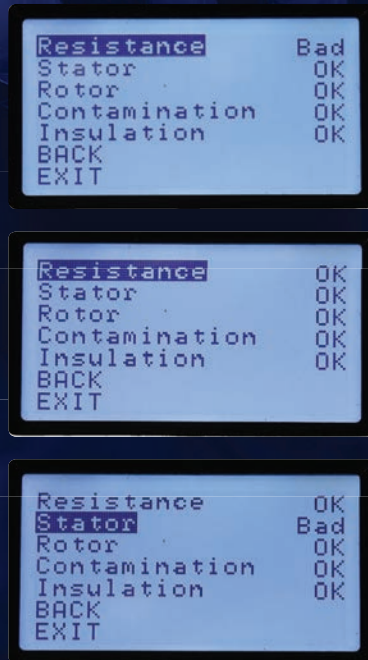 Resistance Bad
Stator OK
Rotor OK
Contamination OK
Insulation OK
BACK
EXIT
Resistance OK
Stator OK
Rotor OK
Contamination OK
Insulation OK
BACK
EXIT
Resistance OK
Stator Bad
Rotor OK
Contamination OK
Insulation OK
BACK
EXIT